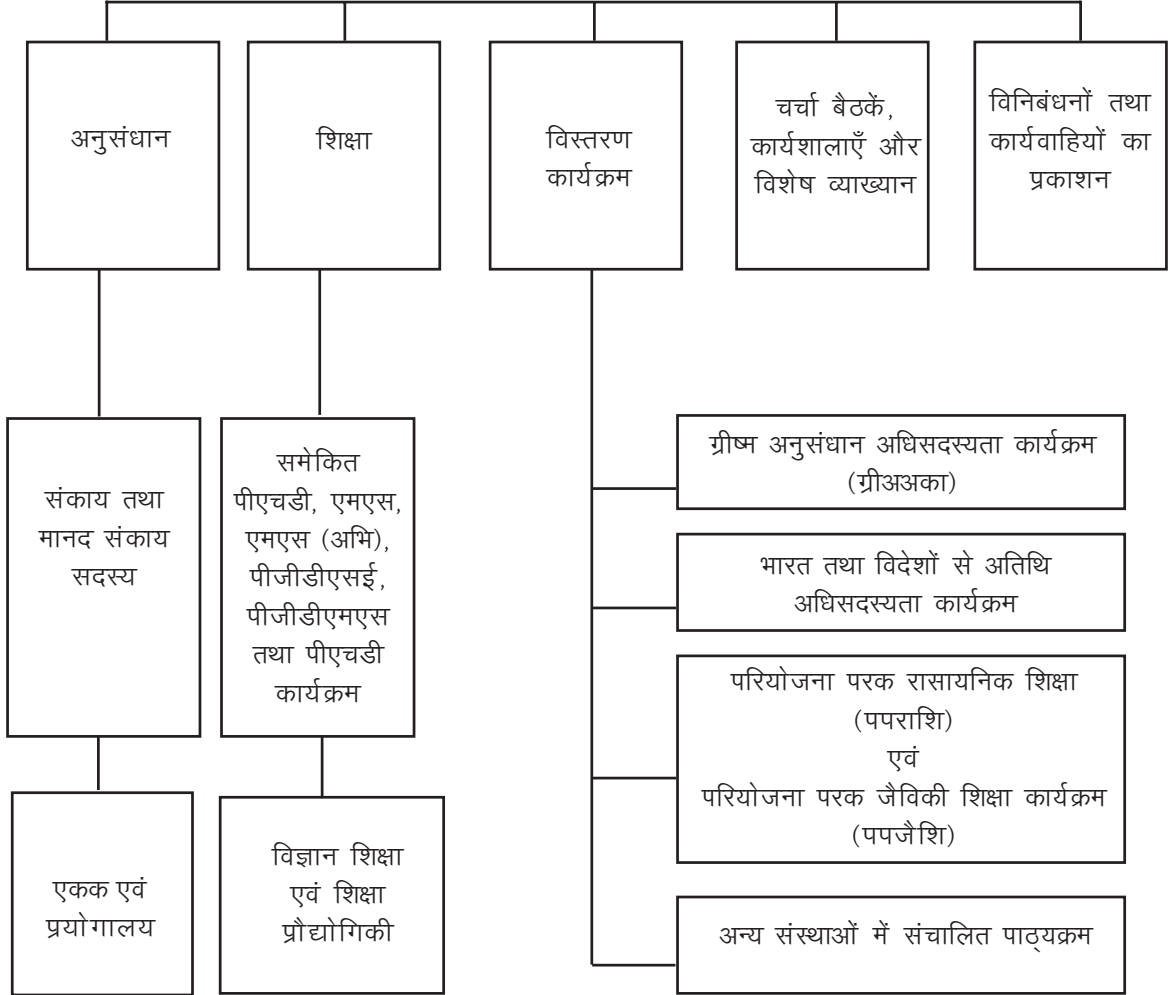 अनुसंधान
शिक्षा
विस्तरण
कार्यक्रम
चर्चा बैठकें,
कार्यशालाएँ और
विशेष व्याख्यान
विनिबंधनों तथा
कार्यवाहियों का
प्रकाशन
संकाय तथा
मानद संकाय
सदस्य
समेकित
पीएचडी, एमएस,
एमएस (अभि),
पीजीडीएसई,
पीजीडीएमएस
तथा पीएचडी
कार्यक्रम
ग्रीष्म अनुसंधान अधिसदस्यता कार्यक्रम
(ग्रीअअका)
भारत तथा विदेशों से अतिथि
अधिसदस्यता कार्यक्रम
परियोजना परक रासायनिक शिक्षा
(पपराशि)
एवं
परियोजना परक जैविकी शिक्षा कार्यक्रम
(पपजैशि)
एकक एवं
प्रयोगालय
विज्ञान शिक्षा
एवं शिक्षा
प्रौद्योगिकी
अन्य संस्थाओं में संचालित पाठ्यक्रम